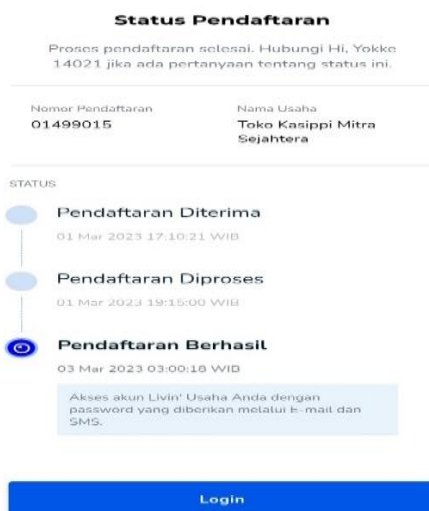 Status Pendaftaran
Proses pendaftaran selesai. Hubungi Hi, Yokke
14021 jika ada pertanyaan tentang status ini.
Nomor Pendaftaran
01499015
Nama Usaha
Toko Kasippi Mitra
Sejahtera
STATUS
Pendaftaran Diterima
01 Mar 2023 17:10:21 WIB
Pendaftaran Diproses
01 Mar 2023 19:15:00 WIB
Pendaftaran Berhasil
03 Mar 2023 03:00:18 WIB
Akses akun Livin' Usaha Anda dengan
password yang diberikan melalui E-mail dan
SMS.
Login